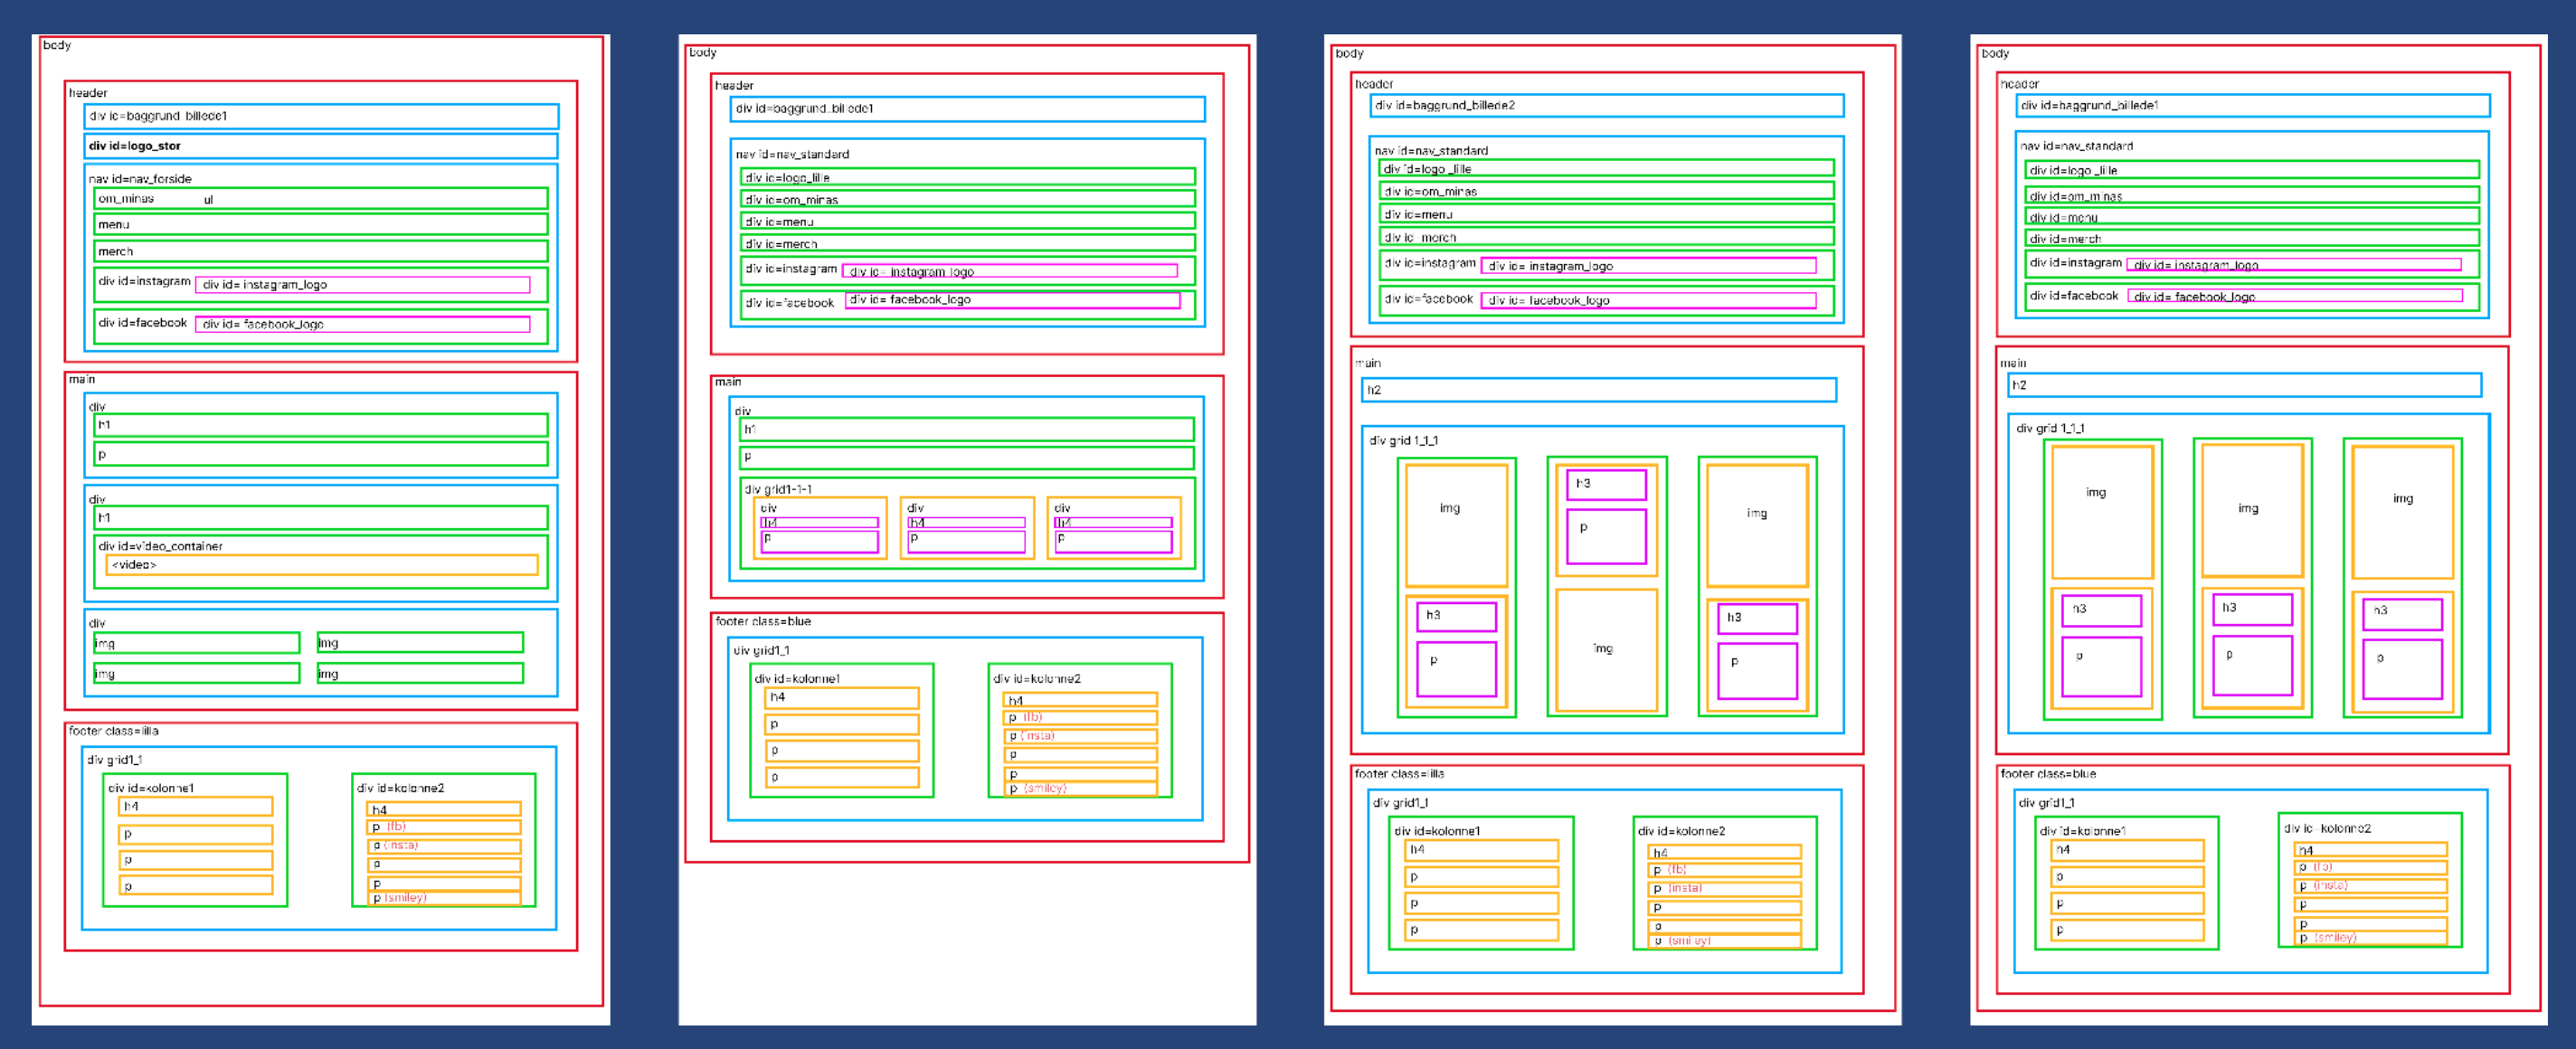 body
header
div id=baggrund_billede1
div id=logo_stor
nav id=nav_forside
om_minas ul
menu
merch
div id=instagram div id= instagram_logo
div id=facebook div id= facebook_logo
main
div
h1
p
div
h1
div id=video_container
<video>
div
img img
img img
footer class=lilla
div grid1_1
div id=kolonne1
h4
p
p
p
div id=kolonne2
h4
p (fb)
p (insta)
p
p
p (smiley)
body
header
div id=baggrund_billede1
nav id=nav_standard
div id=logo_lille
div id=om_minas
div id=menu
div id=merch
div id=instagram div id= instagram_logo
div id=facebook div id= facebook_logo
main
div
h1
p
div grid1-1-1
div div div
h4 h4 h4
p p p
footer class=blue
div grid1_1
div id=kolonne1
h4
p
p
p
div id=kolonne2
h4
p (fb)
p (insta)
p
p
p (smiley)
body
header
div id=baggrund_billede2
nav id=nav_standard
div id=logo _lille
div id=om_minas
div id=menu
div id=merch
div id=instagram div id= instagram_logo
div id=facebook div id= facebook_logo
main
h2
div grid 1_1_1
img
h3
p
h3
p
img
img
h3
p
footer class=lilla
div grid1_1
div id=kolonne1
h4
p
p
p
div id=kolonne2
h4
p (fb)
p (insta)
p
p
p (smiley)
body
header
div id=baggrund_billede1
nav id=nav_standard
div id=logo _lille
div id=om_minas
div id=menu
div id=merch
div id=instagram div id= instagram_logo
div id=facebook div id= facebook_logo
main
h2
div grid 1_1_1
img
h3
p
img
h3
p
img
h3
p
footer class=blue
div grid1_1
div id=kolonne1
h4
p
p
p
div id=kolonne2
h4
p (fb)
p (insta)
p
p
p (smiley)